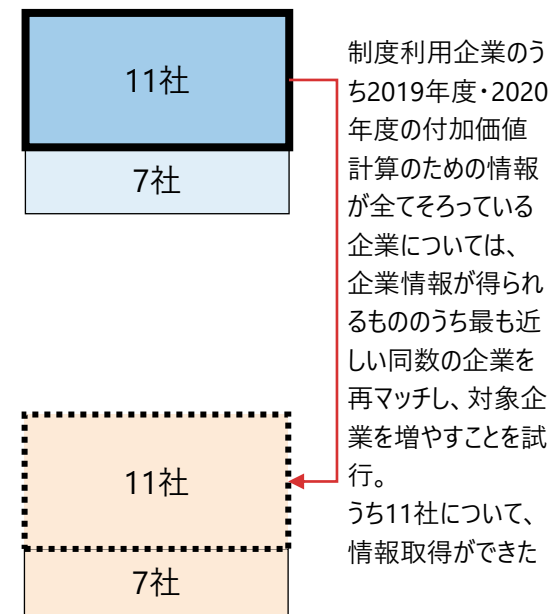 11社
7社
制度利用企業のう
ち2019年度・2020
年度の付加価値
計算のための情報
が全てそろっている
企業については、
企業情報が得られ
るもののうち最も近
しい同数の企業を
再マッチし、対象企
業を増やすことを試
行。
うち11社について、
情報取得ができた
11社
7社